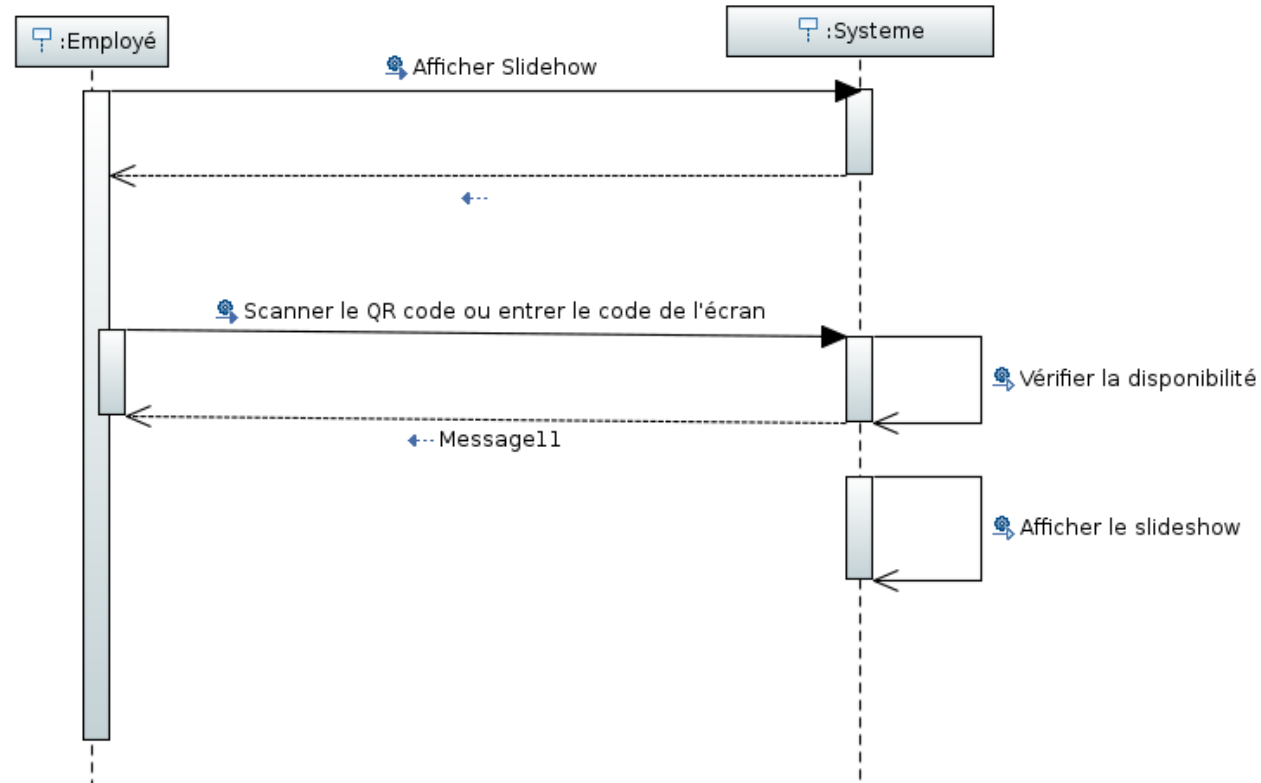 :Employé
:Systeme
Afficher Slidehow
Scanner le QR code ou entrer le code de l'écran
Vérifier la disponibilité
Message11
Afficher le slideshow